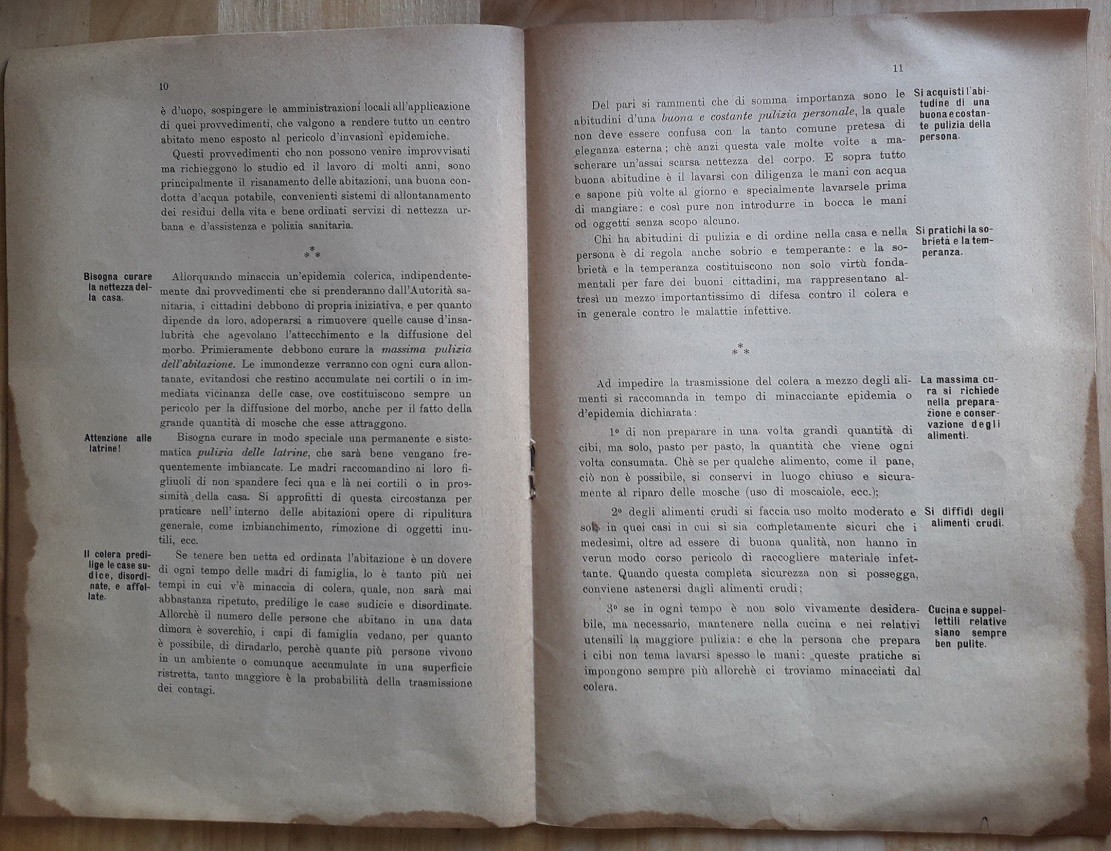 10
è d'uopo, sospingere le amministrazioni locali all'applicazione
di quei provvedimenti, che valgono a rendere tutto un centro
abitato meno esposto al pericolo d'invasioni epidemiche.
Questi provvedimenti cho non possono venire improvvisati
ma richieggono lo studio ed il lavoro di molti anni, sono
principalmente il risanamento delle abitazioni, una buona con-
dotta d'acqua potabile, convenienti sistemi di allontanamento
dei residui della vita e bene ordinati servizi di nettezza ur-
bana e d'assistenza e polizia sanitaria.
* * *
Bisogna curare
la nettezza del-
la casa.
Allorquando minaccia un'epidemia colerica, indipendente-
mente dai provvedimenti che si prenderanno dall'Autorità sa-
nitaria, i cittadini debbono di propria iniziativa, e per quanto
dipende da loro, adoperarsi a rimuovere quelle cause d'insa-
lubrità che agevolano l'attecchimento e la diffusione del
morbo. Primieramente debbono curare la massima pulizia
dell'abitazione. Le immondezze verranno con ogni cura allon-
tanate, evitandosi che restino accumulate nei cortili o in im-
mediata vicinanza delle case, ove costituiscono sempre un
pericolo per la diffusione del morbo, anche per il fatto della
grande quantità di mosche che esse attraggono.
Attenzione alle
latrine!
Bisogna curare in modo speciale una permanente e siste-
matica pulizia delle latrine, che sarà bene vengano fre-
quentemente imbiancate. Le madri raccomandino ai loro fi-
gliuoli di non spandere feci qua e là nei cortili o in pros-
simità della casa. Si approfitti di questa circostanza per
praticare nell'interno delle abitazioni opere di ripulitura
generale, come imbianchimento, rimozione di oggetti inu-
tili, ecc.
Il colera predi-
lige le case su-
dice, disordi-
nate, e affol-
late.
Se tenere ben netta ed ordinata l'abitazione è un dovere
di ogni tempo delle madri di famiglia, lo è tanto più nei
tempi in cui v'è minaccia di colera, quale, non sarà mai
abbastanza ripetuto, predilige le case sudicie e disordinate.
Allorchè il numero delle persone che abitano in una data
dimora è soverchio, i capi di famiglia vedano, per quanto
è possibile, di diradarlo, perchè quante più persone vivono
in un ambiente o comunque accumulate in una superficie
ristretta, tanto maggiore è la probabilità della trasmissione
dei contagi.
11
Del pari si rammenti che di somma importanza sono le
abitudini d'una buona e costante pulizia personale, la quale
non deve essere confusa con la tanto comune pretesa di
eleganza esterna; chè anzi questa vale molte volte a ma-
scherare un'assai scarsa nettezza del corpo. E sopra tutto
buona abitudine è il lavarsi con diligenza le mani con acqua
e sapone più volte al giorno e specialmente lavarsele prima
di mangiare: e così pure non introdurre in bocca le mani
od oggetti senza scopo alcuno.
Si acquisti l'abi-
tudine di una
buona e costan-
te pulizia della
persona.
Chi ha abitudini di pulizia e di ordine nella casa e nella
persona è di regola anche sobrio e temperante: e la so-
brietà e la temperanza costituiscono non solo virtù fonda-
mentali per fare dei buoni cittadini, ma rappresentano al-
tresì un mezzo importantissimo di difesa contro il colera e
in generale contro le malattie infettive.
Si pratichi la so-
brietà e la tem-
peranza.
* * *
Ad impedire la trasmissione del colera a mezzo degli ali-
menti si raccomanda in tempo di minacciante epidemia o
d'epidemia dichiarata:
La massima cu-
ra si richiede
nella prepara-
zione e conser-
vazione degli
alimenti.
1º di non preparare in una volta grandi quantità di
cibi, ma solo, pasto per pasto, la quantità che viene ogni
volta consumata. Chè se per qualche alimento, come il pane,
ciò non è possibile, si conservi in luogo chiuso e sicura-
mente al riparo delle mosche (uso di moscaiole, ecc.);
2º degli alimenti crudi si faccia uso molto moderato e
solo in quei casi in cui si sia completamente sicuri che i
medesimi, oltre ad essere di buona qualità, non hanno in
verun modo corso pericolo di raccogliere materiale infet-
tante. Quando questa completa sicurezza non si possegga,
conviene astenersi dagli alimenti crudi;
Si diffidi degli
alimenti crudi.
3º se in ogni tempo è non solo vivamente desidera-
bile, ma necessario, mantenere nella cucina e nei relativi
utensili la maggiore pulizia: e che la persona che prepara
i cibi non tema lavarsi spesso le mani: queste pratiche si
impongono sempre più allorchè ci troviamo minacciati dal
colera.
Cucina e suppel-
lettili relative
siano sempre
ben pulite.